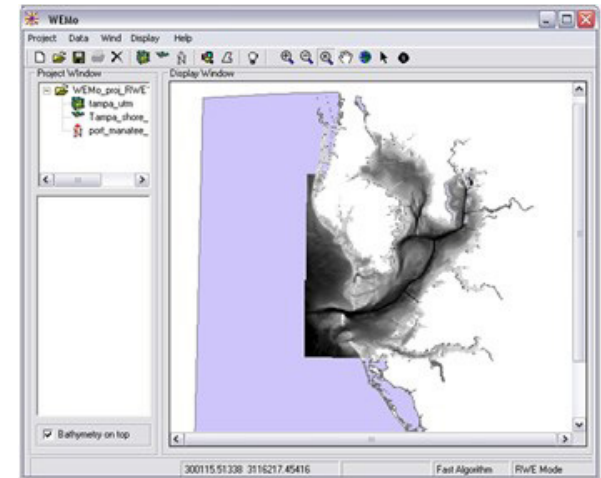 WEMo
Project Data Wind Display Help
Project Window
Display Window
WEMo_proj_RWE
tampa_utm
Tampa_shore_
port_manatee_
Bathymetry on top
300115.51338 3116217.45416
Fast Algorithm
RWE Mode